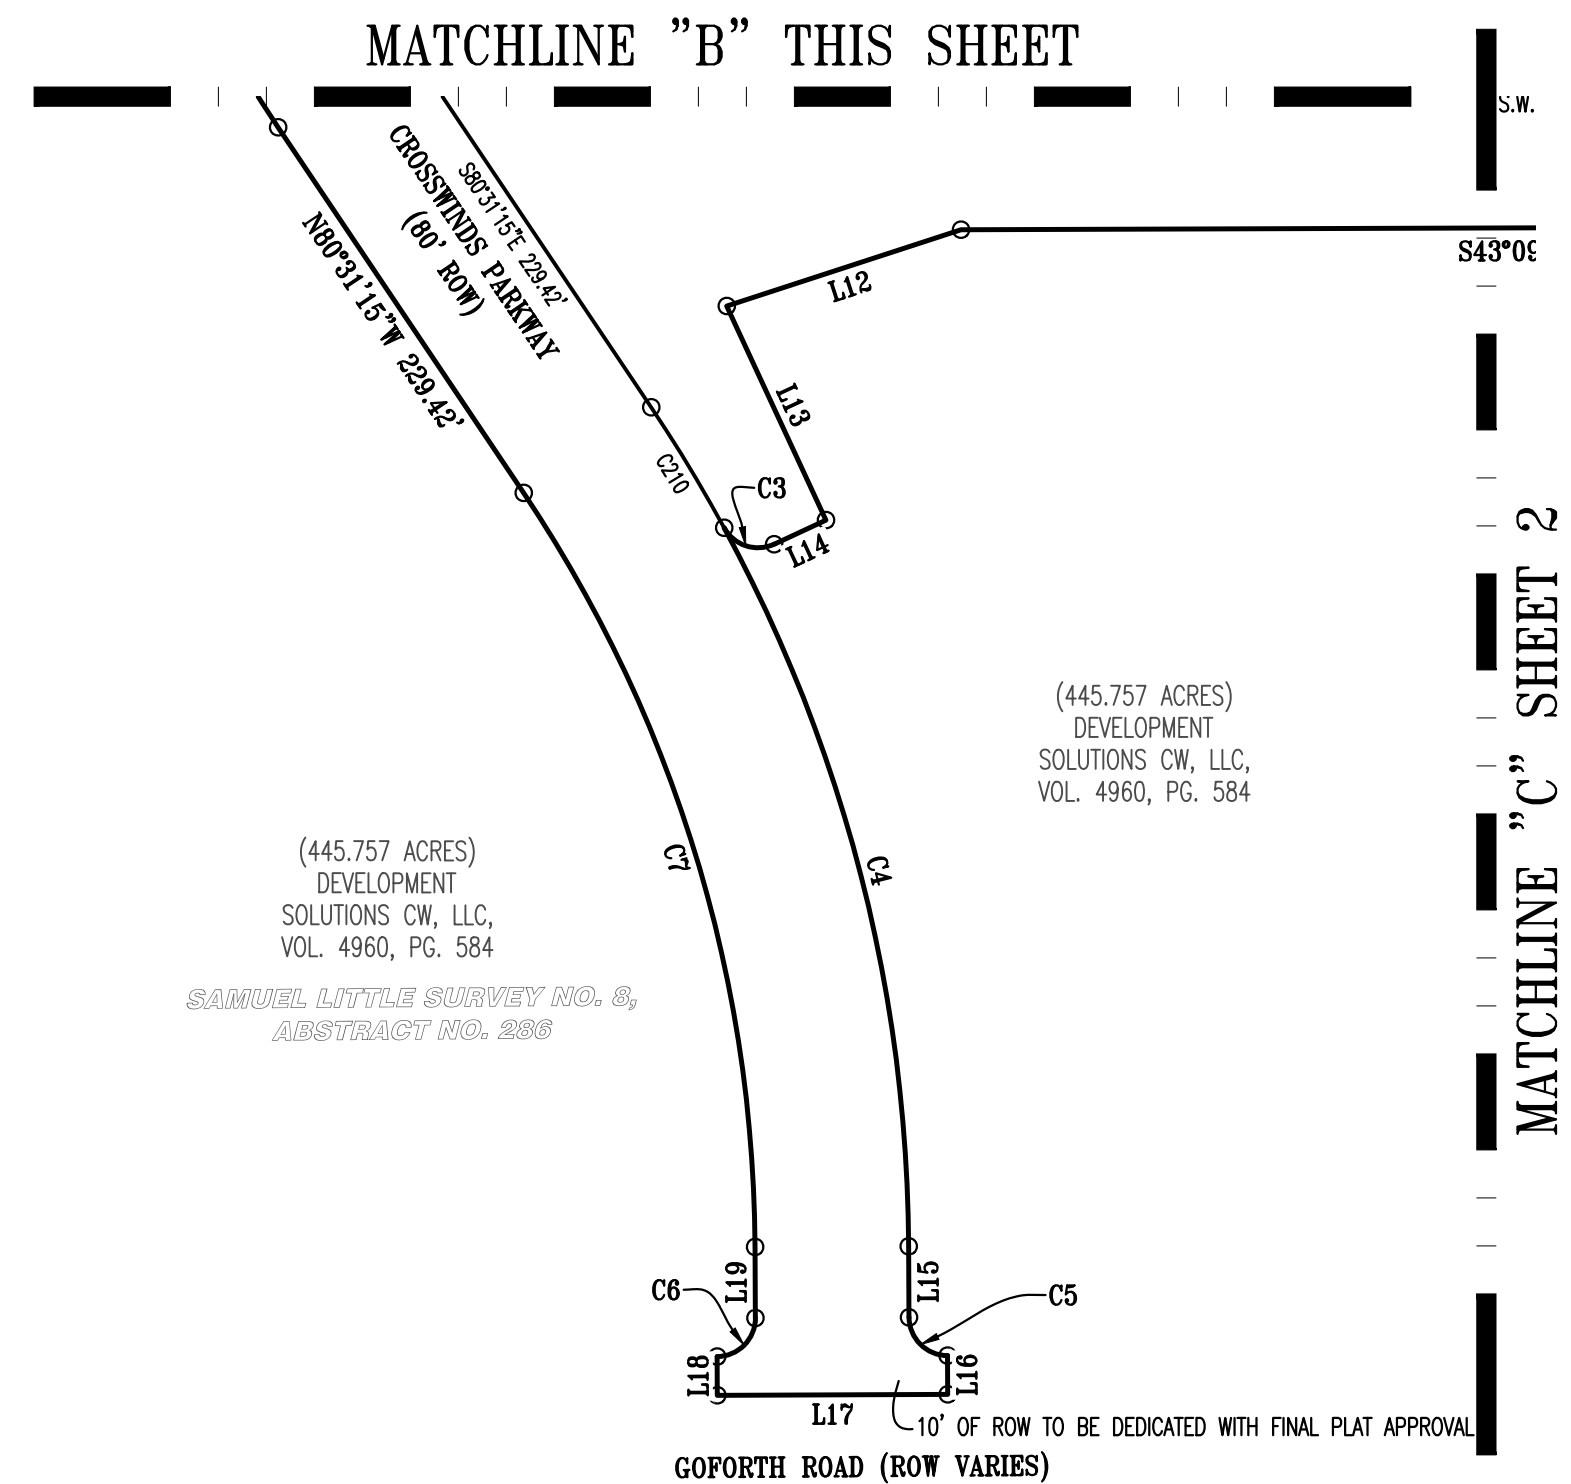 MATCHLINE "B" THIS SHEET
S.W.
CROSSWINDS PARKWAY
(80' ROW)
S80°31'15"E 229.42'
N80°31'15"W 229.42'
S43°09
L12
L13
C210
C3
L14
MATCHLINE "C" SHEET 2
(445.757 ACRES)
DEVELOPMENT
SOLUTIONS CW, LLC,
VOL. 4960, PG. 584
(445.757 ACRES)
DEVELOPMENT
SOLUTIONS CW, LLC,
VOL. 4960, PG. 584
C7
C4
SAMUEL LITTLE SURVEY NO. 8,
ABSTRACT NO. 286
L19
L15
C6
C5
L18
L16
L17
10' OF ROW TO BE DEDICATED WITH FINAL PLAT APPROVAL
GOFORTH ROAD (ROW VARIES)